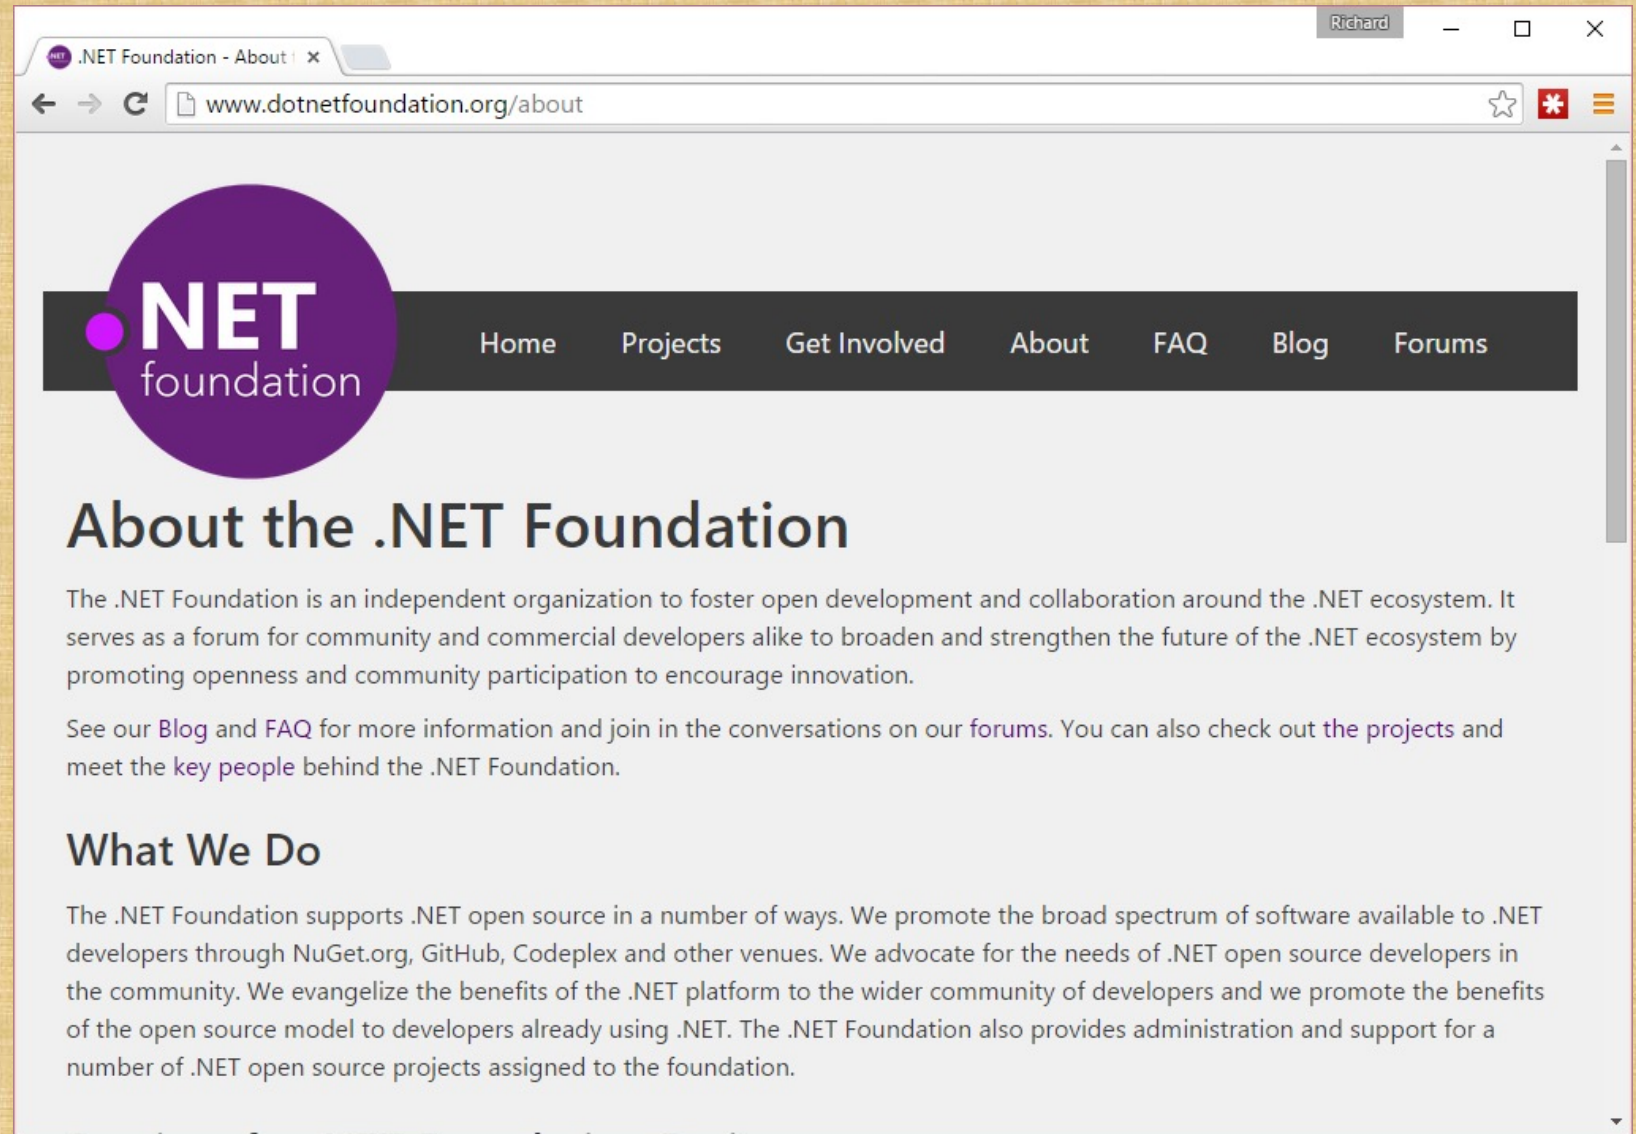 Richard
.NET Foundation - About
www.dotnetfoundation.org/about
.NET
foundation
Home Projects Get Involved About FAQ Blog Forums
About the .NET Foundation
The .NET Foundation is an independent organization to foster open development and collaboration around the .NET ecosystem. It
serves as a forum for community and commercial developers alike to broaden and strengthen the future of the .NET ecosystem by
promoting openness and community participation to encourage innovation.
See our Blog and FAQ for more information and join in the conversations on our forums. You can also check out the projects and
meet the key people behind the .NET Foundation.
What We Do
The .NET Foundation supports .NET open source in a number of ways. We promote the broad spectrum of software available to .NET
developers through NuGet.org, GitHub, Codeplex and other venues. We advocate for the needs of .NET open source developers in
the community. We evangelize the benefits of the .NET platform to the wider community of developers and we promote the benefits
of the open source model to developers already using .NET. The .NET Foundation also provides administration and support for a
number of .NET open source projects assigned to the foundation.